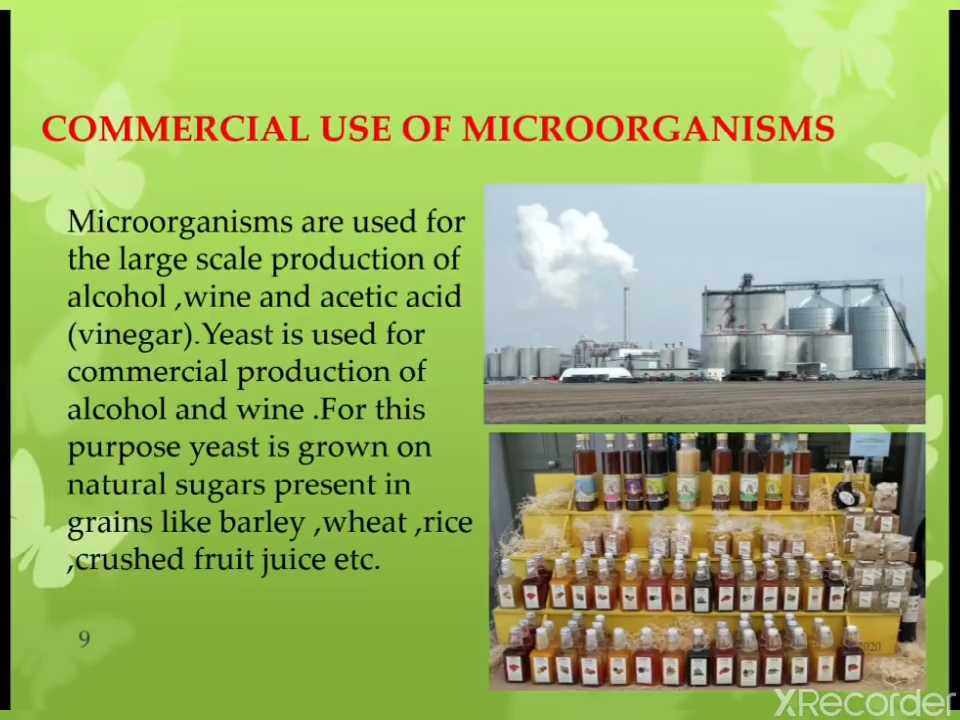 COMMERCIAL USE OF MICROORGANISMS
Microorganisms are used for
the large scale production of
alcohol ,wine and acetic acid
(vinegar).Yeast is used for
commercial production of
alcohol and wine .For this
purpose yeast is grown on
natural sugars present in
grains like barley ,wheat ,rice
,crushed fruit juice etc.
9
2020
XRecorder